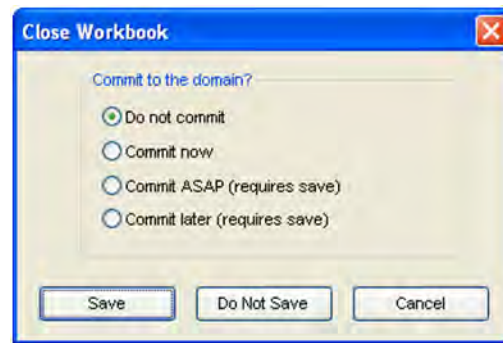 Close Workbook
Commit to the domain?
Do not commit
Commit now
Commit ASAP (requires save)
Commit later (requires save)
Save Do Not Save Cancel